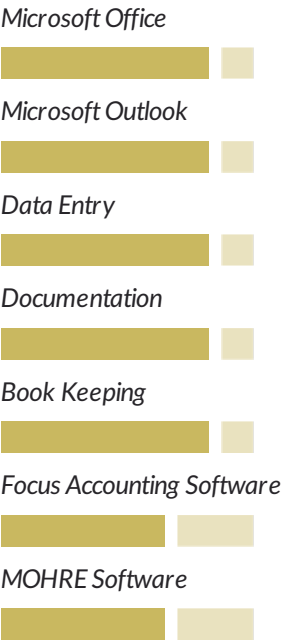 Microsoft Office
Microsoft Outlook
Data Entry
Documentation
Book Keeping
Focus Accounting Software
MOHRE Software